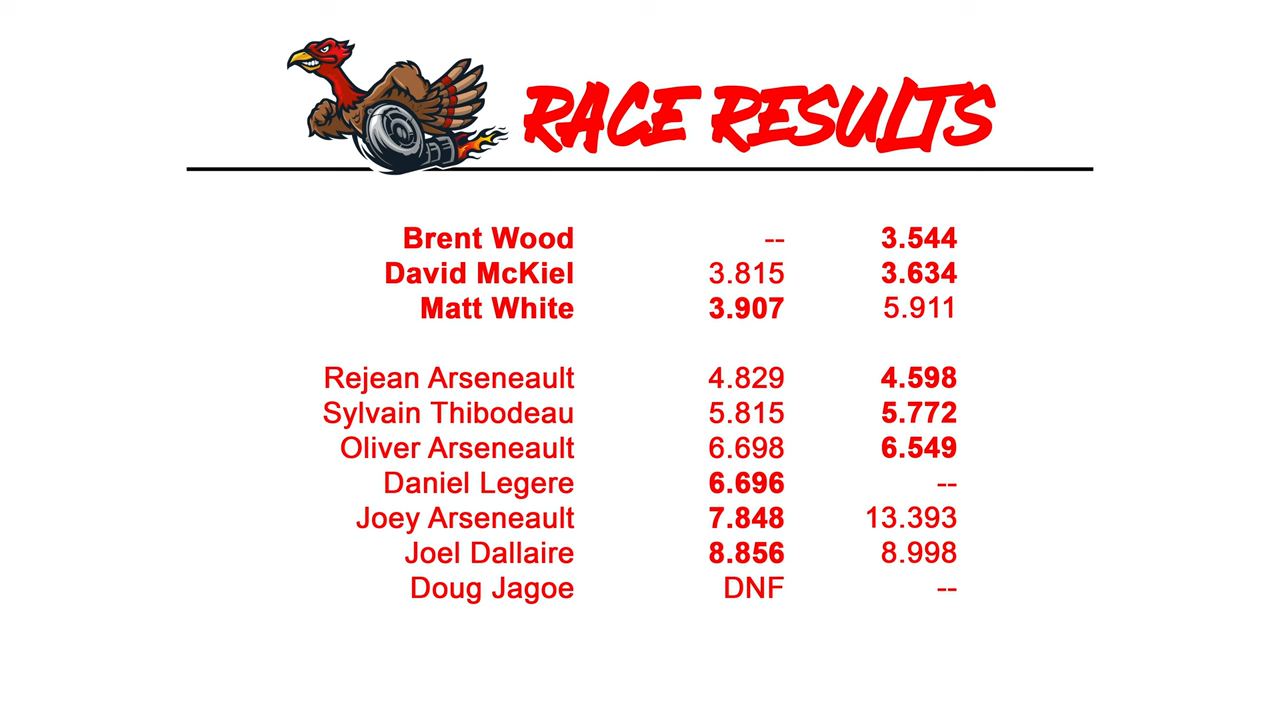 RACE RESULTS
Brent Wood -- 3.544
David McKiel 3.815 3.634
Matt White 3.907 5.911
Rejean Arseneault 4.829 4.598
Sylvain Thibodeau 5.815 5.772
Oliver Arseneault 6.698 6.549
Daniel Legere 6.696 --
Joey Arseneault 7.848 13.393
Joel Dallaire 8.856 8.998
Doug Jagoe DNF --